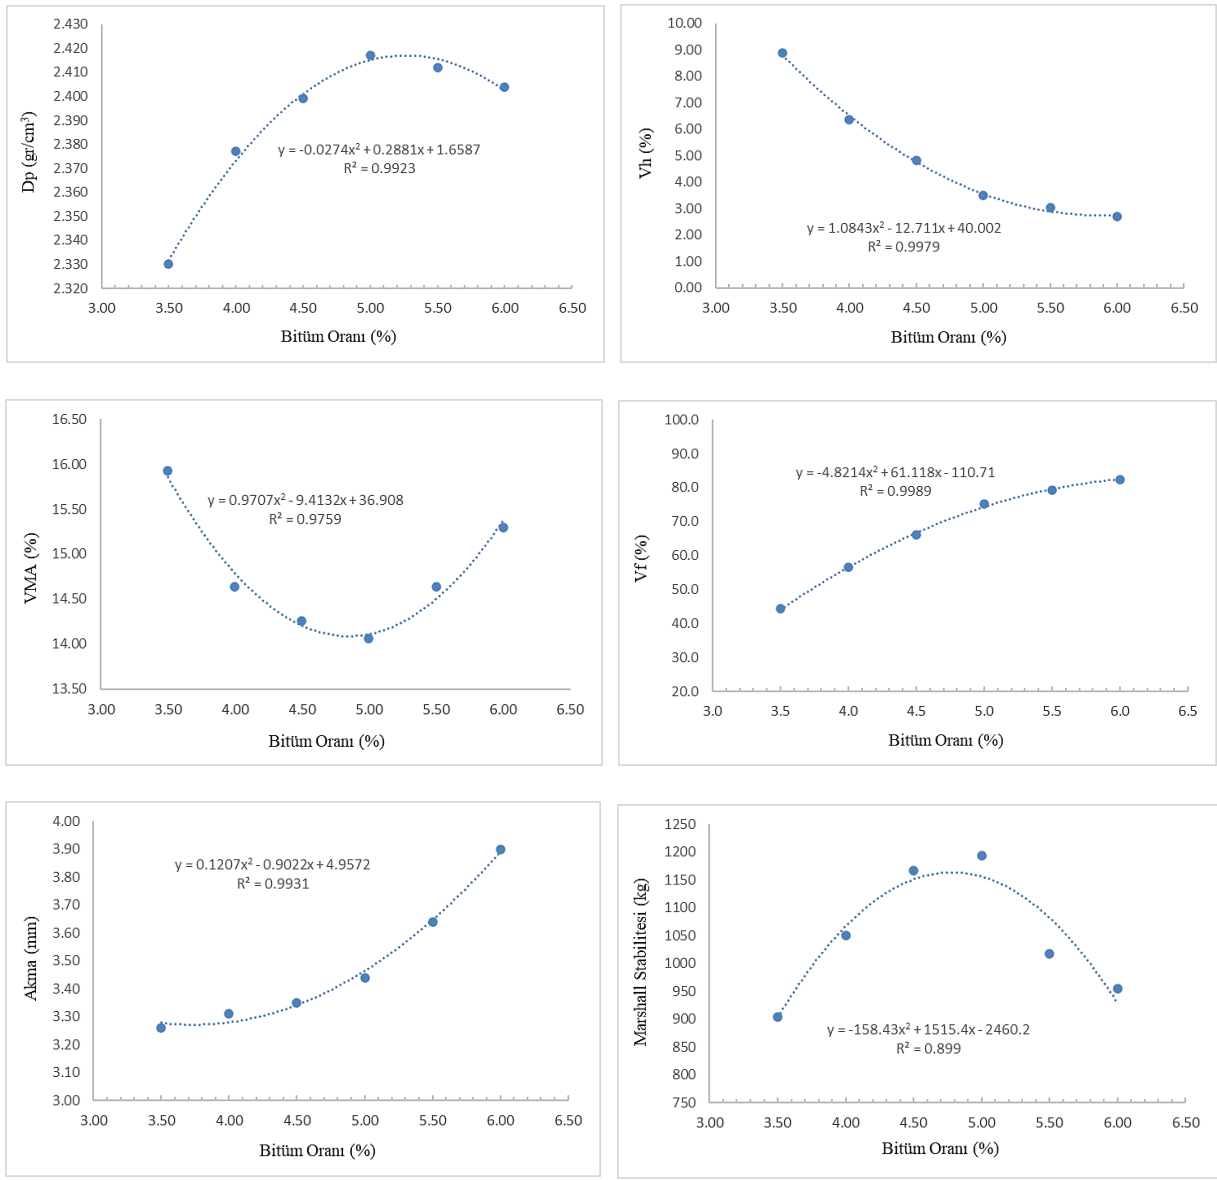 2.430
2.420
2.410
2.400
2.390
2.380
2.370
2.360
2.350
2.340
2.330
2.320
Dp (gr/cm³)
y = -0.0274x² + 0.2881x + 1.6587
R² = 0.9923
3.00 3.50 4.00 4.50 5.00 5.50 6.00 6.50
Bitüm Oranı (%)
10.00
9.00
8.00
7.00
6.00
5.00
4.00
3.00
2.00
1.00
0.00
Vh (%)
y = 1.0843x² - 12.711x + 40.002
R² = 0.9979
3.00 3.50 4.00 4.50 5.00 5.50 6.00 6.50
Bitüm Oranı (%)
16.50
16.00
15.50
15.00
14.50
14.00
13.50
VMA (%)
y = 0.9707x² - 9.4132x + 36.908
R² = 0.9759
3.00 3.50 4.00 4.50 5.00 5.50 6.00 6.50
Bitüm Oranı (%)
100.0
90.0
80.0
70.0
60.0
50.0
40.0
30.0
20.0
Vf (%)
y = -4.8214x² + 61.118x - 110.71
R² = 0.9989
3.0 3.5 4.0 4.5 5.0 5.5 6.0 6.5
Bitüm Oranı (%)
4.00
3.90
3.80
3.70
3.60
3.50
3.40
3.30
3.20
3.10
3.00
Akma (mm)
y = 0.1207x² - 0.9022x + 4.9572
R² = 0.9931
3.00 3.50 4.00 4.50 5.00 5.50 6.00 6.50
Bitüm Oranı (%)
1250
1200
1150
1100
1050
1000
950
900
850
800
750
Marshall Stabilitesi (kg)
y = -158.43x² + 1515.4x - 2460.2
R² = 0.899
3.00 3.50 4.00 4.50 5.00 5.50 6.00 6.50
Bitüm Oranı (%)